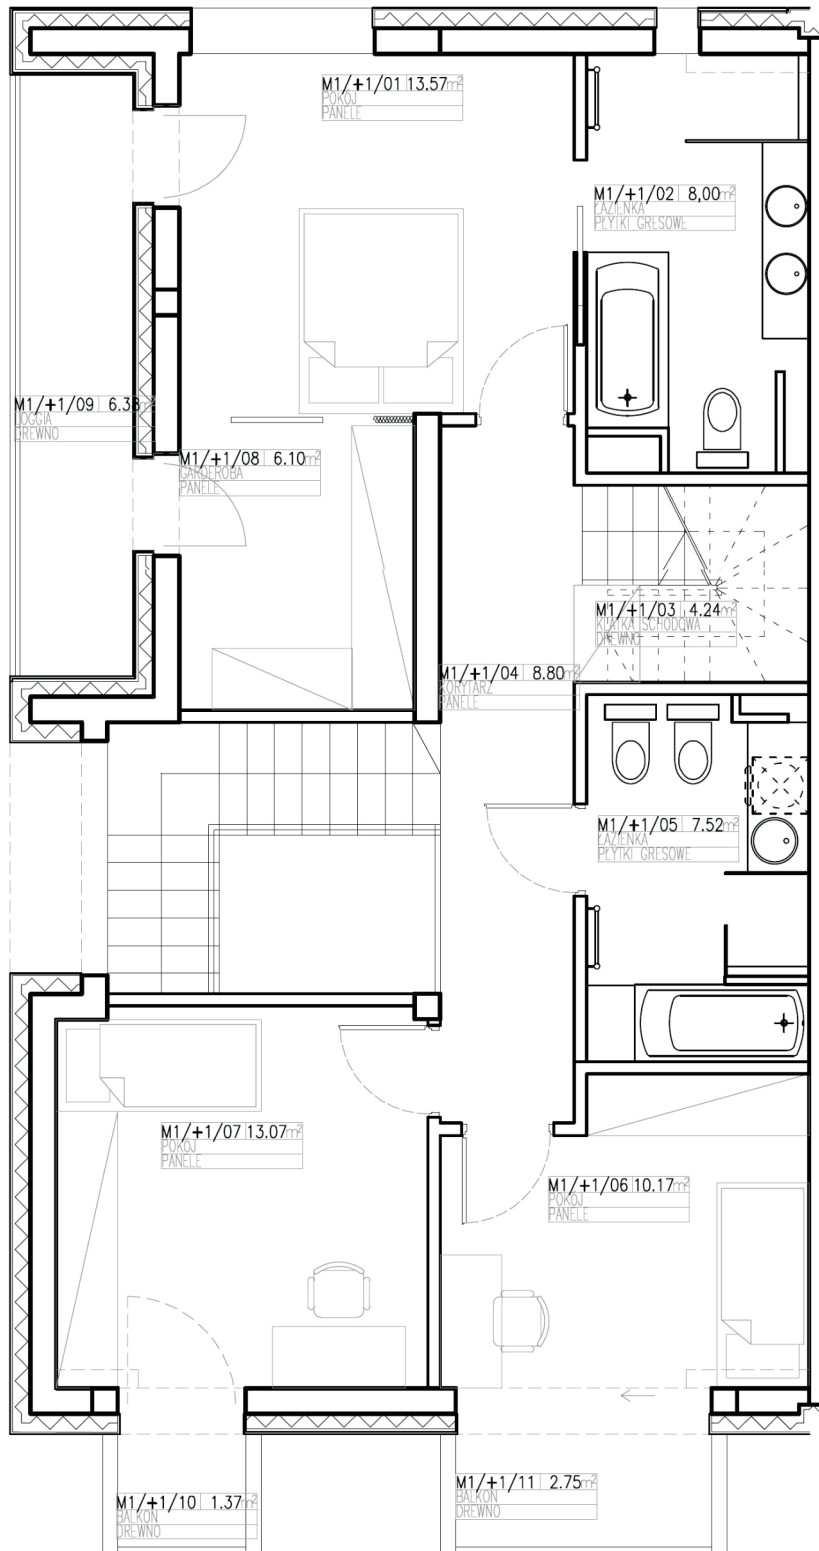 M1/+1/01 13.57m²
POKÓJ
PANELE
M1/+1/02 8,00m²
ŁAZIENKA
PŁYTKI GRESOWE
M1/+1/09 6.38m²
LOGGIA
DREWNO
M1/+1/08 6.10m²
GARDEROBA
PANELE
M1/+1/03 4.24m²
KLATKA SCHODOWA
DREWNO
M1/+1/04 8.80m²
KORYTARZ
PANELE
M1/+1/05 7.52m²
ŁAZIENKA
PŁYTKI GRESOWE
M1/+1/07 13.07m²
POKÓJ
PANELE
M1/+1/06 10.17m²
POKÓJ
PANELE
M1/+1/10 1.37m²
BALKON
DREWNO
M1/+1/11 2.75m²
BALKON
DREWNO